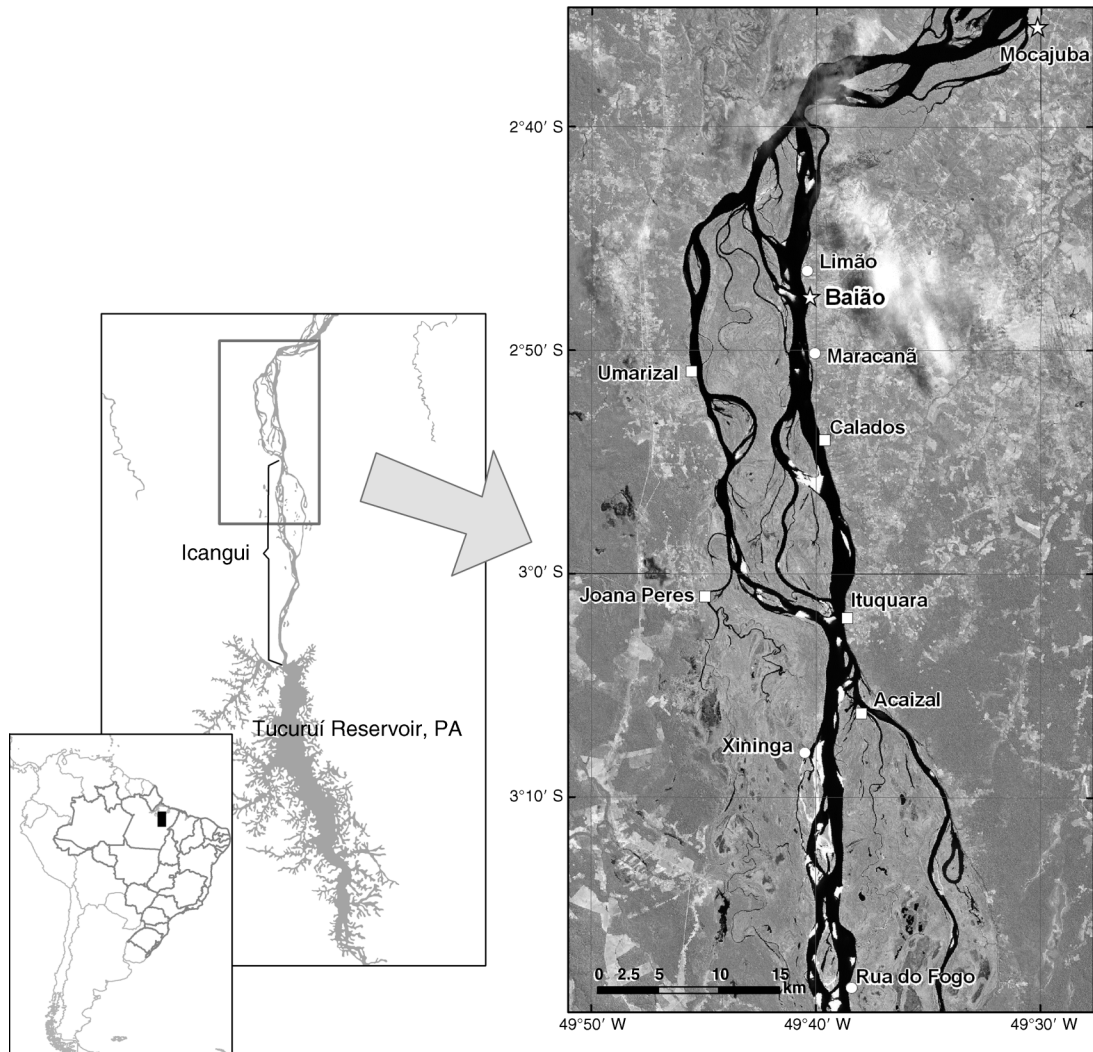 Icangui
Tucuruí Reservoir, PA
Mocajuba
2°40′ S
Limão
Baião
2°50′ S
Maracanã
Umarizal
Calados
3°0′ S
Joana Peres
Ituquara
Acaizal
Xininga
3°10′ S
Rua do Fogo
0 2.5 5 10 15
km
49°50′ W 49°40′ W 49°30′ W